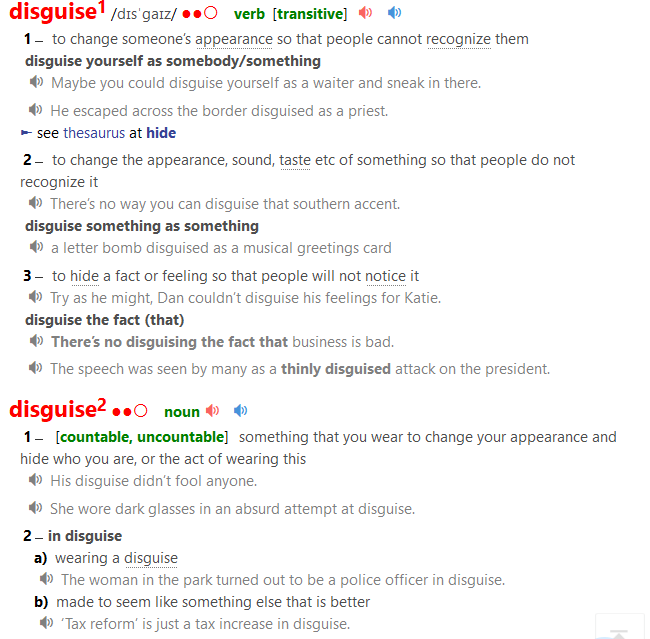 disguise1 /dɪsˈɡaɪz/ ●●○ verb [transitive]
1 – to change someone’s appearance so that people cannot recognize them
disguise yourself as somebody/something
Maybe you could disguise yourself as a waiter and sneak in there.
He escaped across the border disguised as a priest.
► see thesaurus at hide
2 – to change the appearance, sound, taste etc of something so that people do not
recognize it
There’s no way you can disguise that southern accent.
disguise something as something
a letter bomb disguised as a musical greetings card
3 – to hide a fact or feeling so that people will not notice it
Try as he might, Dan couldn’t disguise his feelings for Katie.
disguise the fact (that)
There’s no disguising the fact that business is bad.
The speech was seen by many as a thinly disguised attack on the president.
disguise2 ●●○ noun
1 – [countable, uncountable] something that you wear to change your appearance and
hide who you are, or the act of wearing this
His disguise didn’t fool anyone.
She wore dark glasses in an absurd attempt at disguise.
2 – in disguise
a) wearing a disguise
The woman in the park turned out to be a police officer in disguise.
b) made to seem like something else that is better
‘Tax reform’ is just a tax increase in disguise.